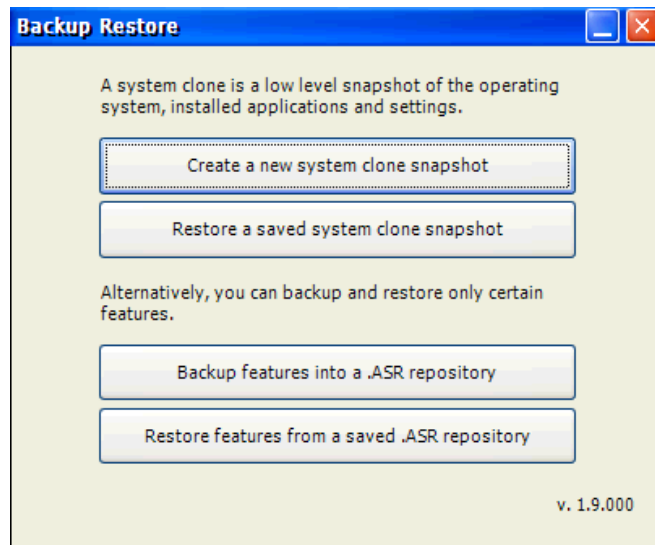 Backup Restore
A system clone is a low level snapshot of the operating
system, installed applications and settings.
Create a new system clone snapshot
Restore a saved system clone snapshot
Alternatively, you can backup and restore only certain
features.
Backup features into a .ASR repository
Restore features from a saved .ASR repository
v. 1.9.000